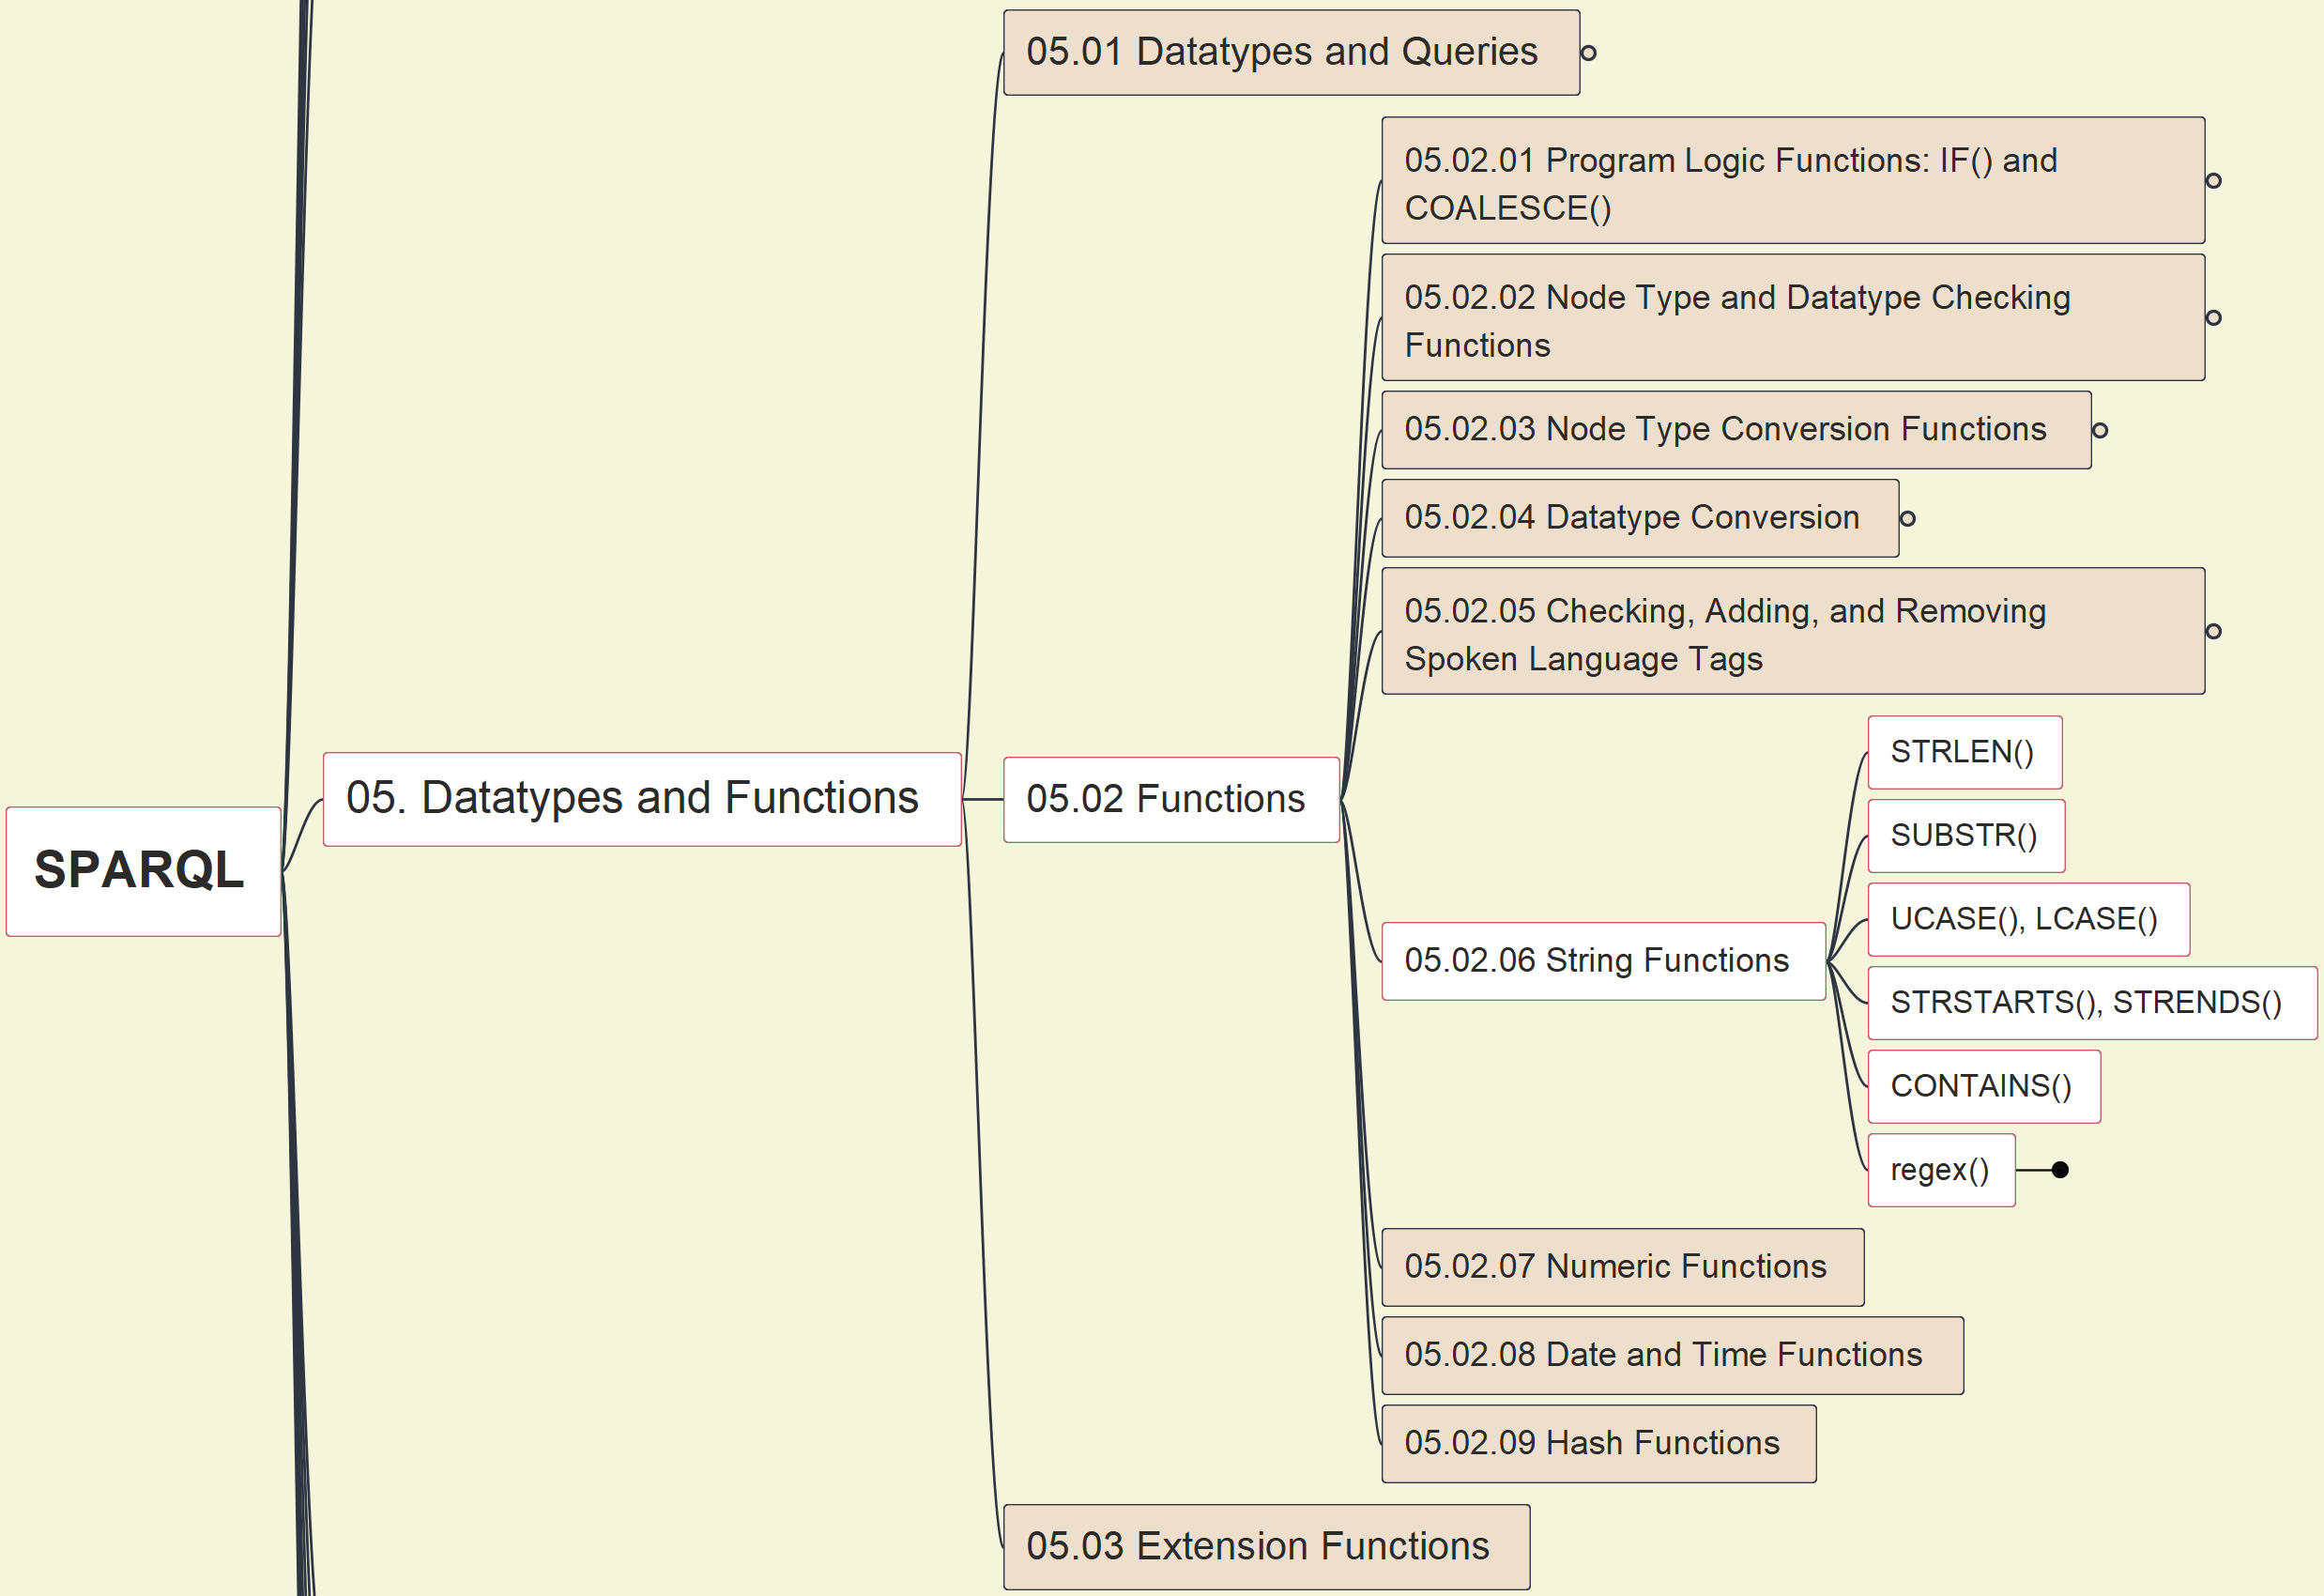 SPARQL
05. Datatypes and Functions
05.01 Datatypes and Queries
05.02 Functions
05.02.01 Program Logic Functions: IF() and
COALESCE()
05.02.02 Node Type and Datatype Checking
Functions
05.02.03 Node Type Conversion Functions
05.02.04 Datatype Conversion
05.02.05 Checking, Adding, and Removing
Spoken Language Tags
05.02.06 String Functions
STRLEN()
SUBSTR()
UCASE(), LCASE()
STRSTARTS(), STRENDS()
CONTAINS()
regex()
05.02.07 Numeric Functions
05.02.08 Date and Time Functions
05.02.09 Hash Functions
05.03 Extension Functions